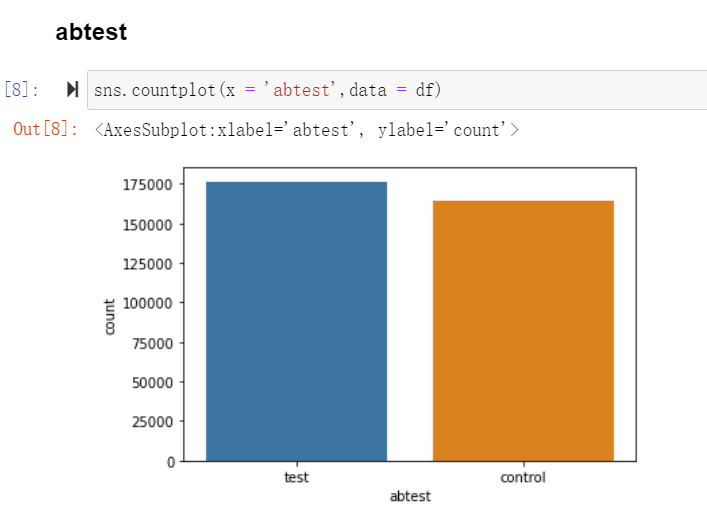 abtest
[8]: sns.countplot(x = 'abtest',data = df)
Out[8]: <AxesSubplot:xlabel='abtest', ylabel='count'>
175000
150000
125000
100000
75000
50000
25000
0
count
test control
abtest